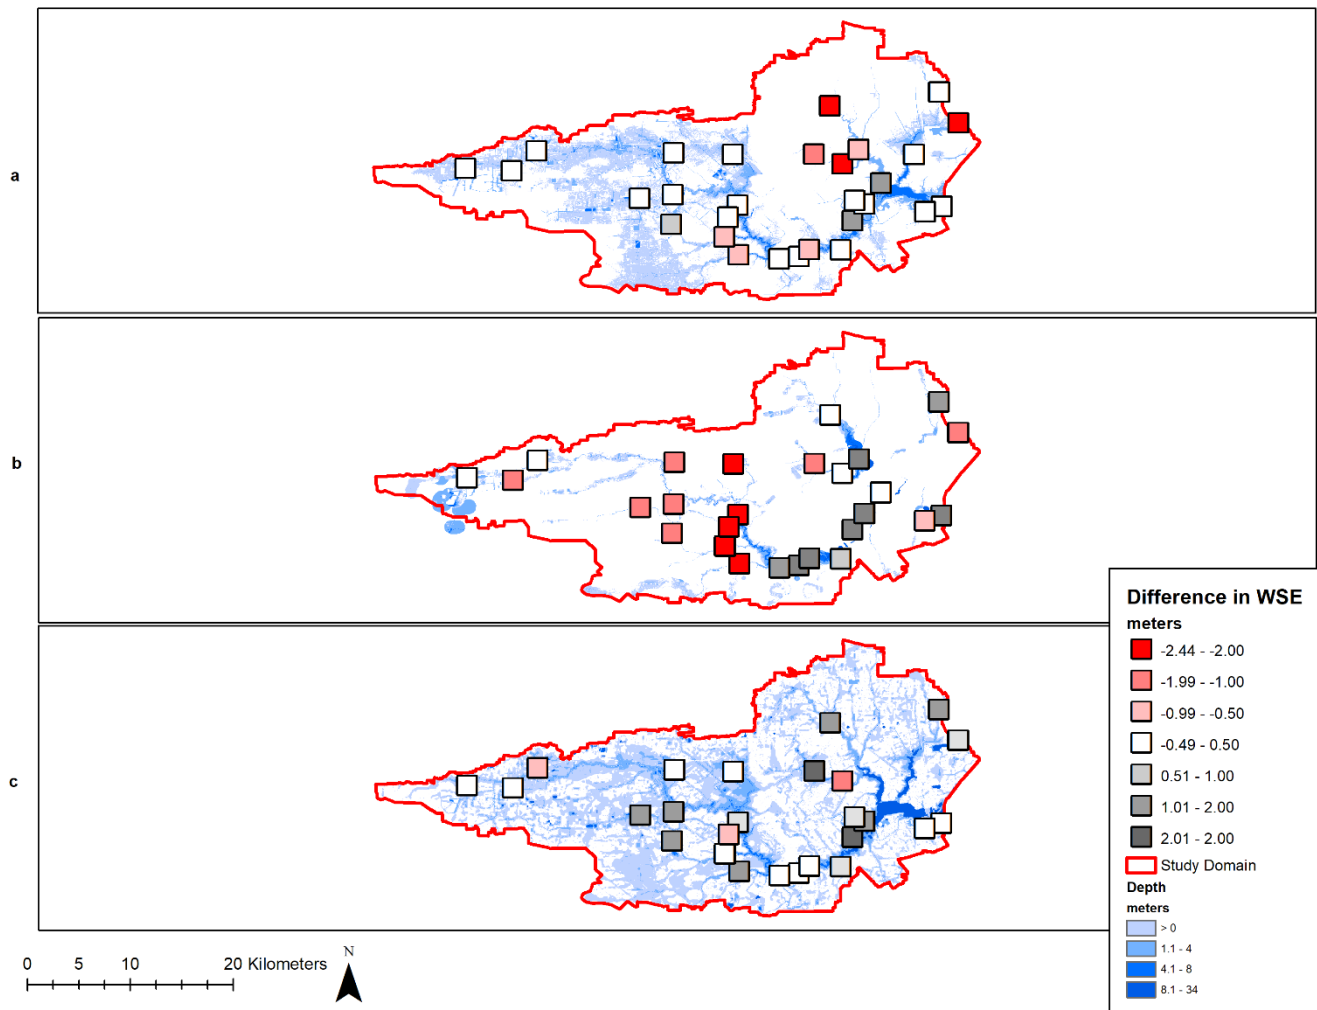 a
b
c
Difference in WSE
meters
-2.44 - -2.00
-1.99 - -1.00
-0.99 - -0.50
-0.49 - 0.50
0.51 - 1.00
1.01 - 2.00
2.01 - 2.00
Study Domain
Depth
meters
> 0
1.1 - 4
4.1 - 8
8.1 - 34
0 5 10 20 Kilometers
N